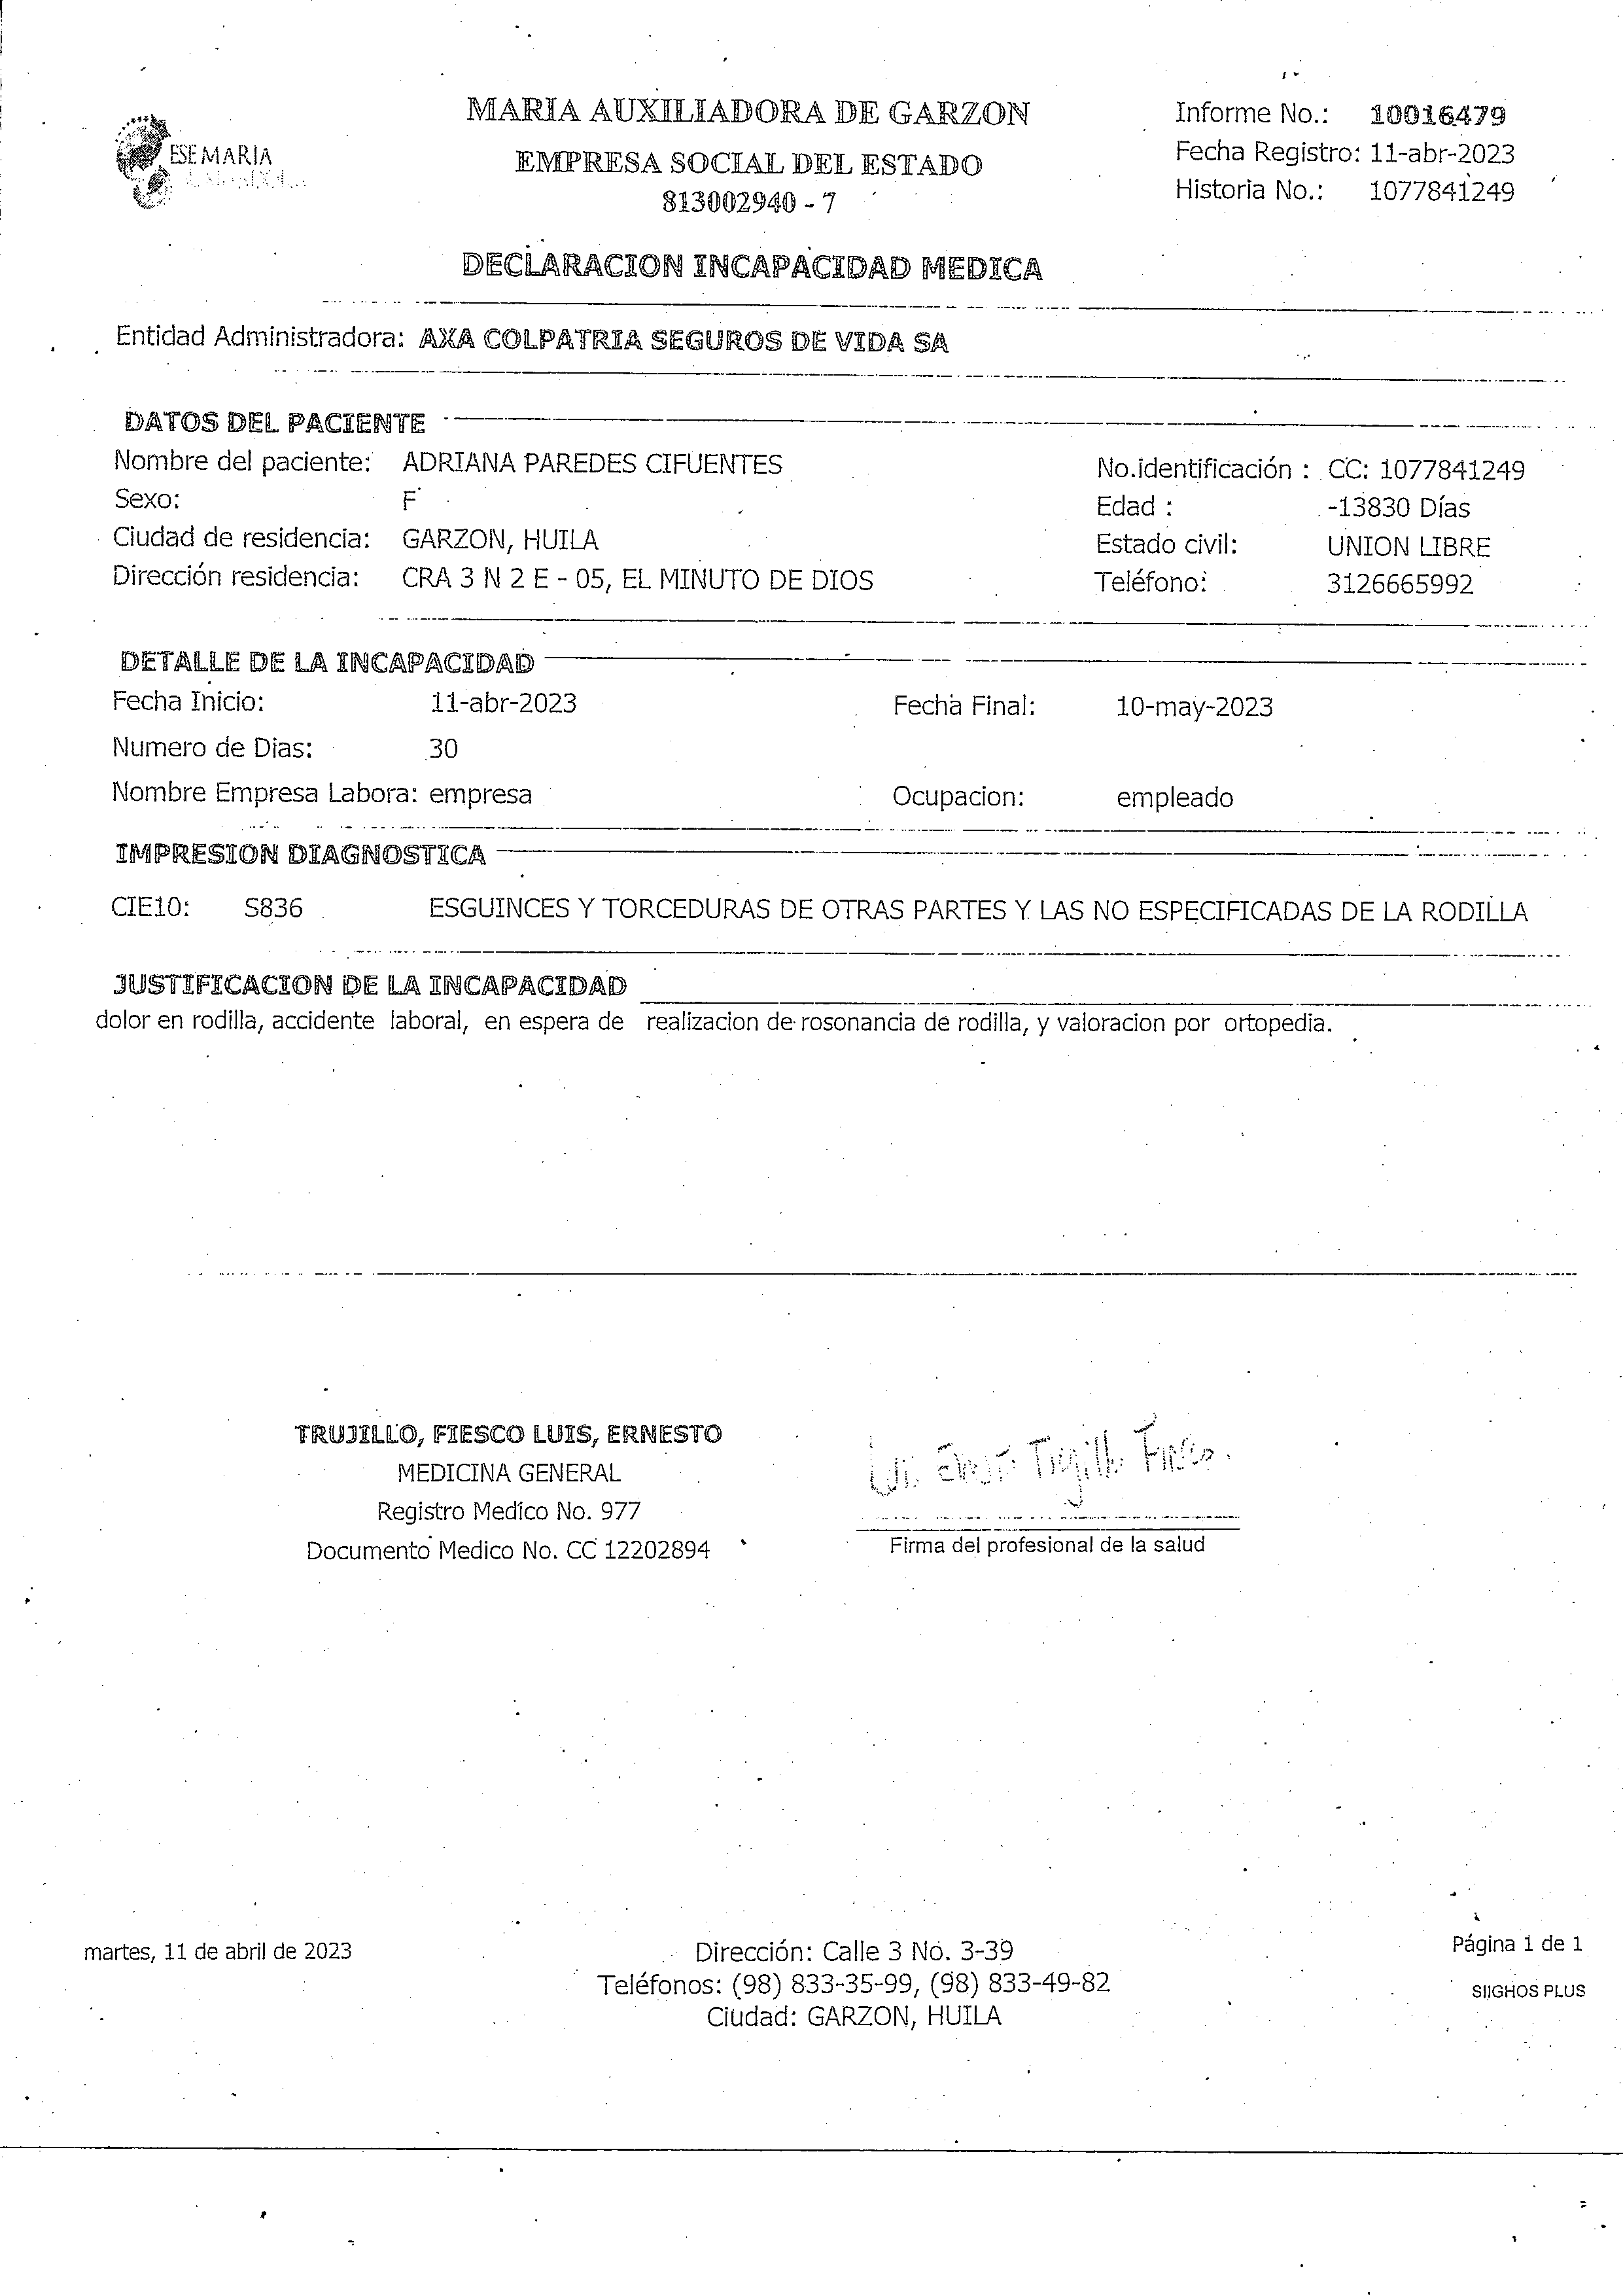 ESE MARIA
MARIA AUXILIADORA DE GARZON
EMPRESA SOCIAL DEL ESTADO
813002940 - 7
Informe No.: 10016479
Fecha Registro: 11-abr-2023
Historia No.: 1077841249
DECLARACION INCAPACIDAD MEDICA
Entidad Administradora: AXA COLPATRIA SEGUROS DE VIDA SA
DATOS DEL PACIENTE
Nombre del paciente: ADRIANA PAREDES CIFUENTES No.identificación : CC: 1077841249
Sexo: F Edad : -13830 Días
Ciudad de residencia: GARZON, HUILA Estado civil: UNION LIBRE
Dirección residencia: CRA 3 N 2 E - 05, EL MINUTO DE DIOS Teléfono: 3126665992
DETALLE DE LA INCAPACIDAD
Fecha Inicio: 11-abr-2023 Fecha Final: 10-may-2023
Numero de Dias: 30
Nombre Empresa Labora: empresa Ocupacion: empleado
IMPRESION DIAGNOSTICA
CIE10: S836 ESGUINCES Y TORCEDURAS DE OTRAS PARTES Y LAS NO ESPECIFICADAS DE LA RODILLA
JUSTIFICACION DE LA INCAPACIDAD
dolor en rodilla, accidente laboral, en espera de realizacion de rosonancia de rodilla, y valoracion por ortopedia.
TRUJILLO, FIESCO LUIS, ERNESTO
MEDICINA GENERAL
Registro Medico No. 977
Documento Medico No. CC 12202894
Firma del profesional de la salud
martes, 11 de abril de 2023
Dirección: Calle 3 No. 3-39
Teléfonos: (98) 833-35-99, (98) 833-49-82
Ciudad: GARZON, HUILA
Página 1 de 1
SIIGHOS PLUS